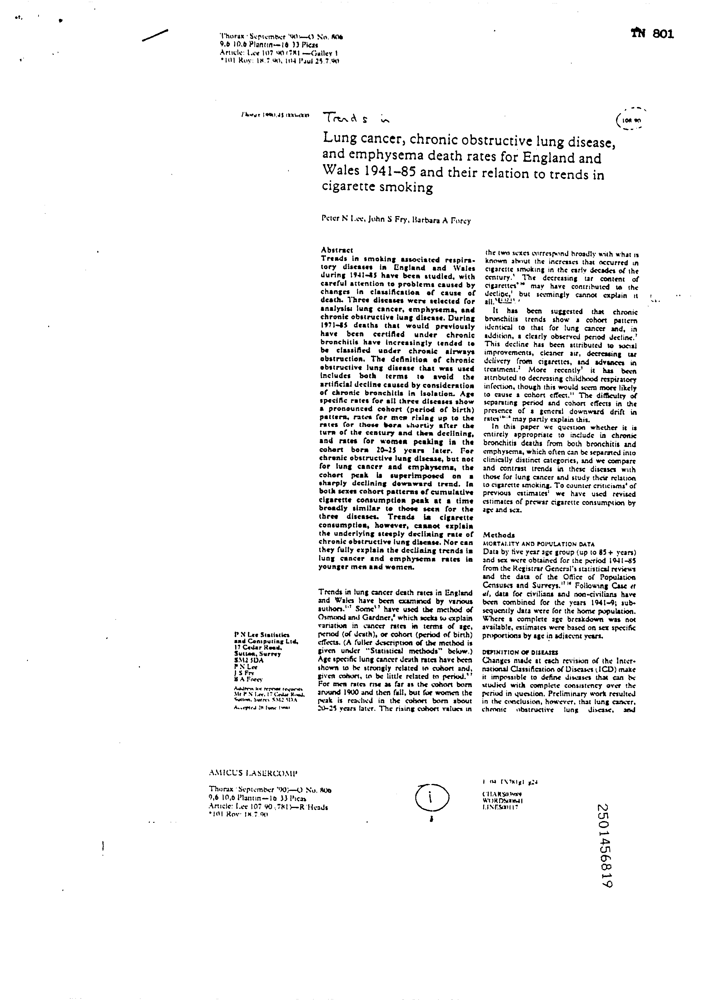 Thorax September '90—O No. 806
9,6 10,6 Plantin—16 33 Picas
Article: Lee 107 90 (781)—Galley 1
*101 Roy: 18.7.90, 104 Paul 25.7.90
TN 801
Thorax 1990;45:000–000
Trends in
108 90
Lung cancer, chronic obstructive lung disease,
and emphysema death rates for England and
Wales 1941–85 and their relation to trends in
cigarette smoking
Peter N Lee, John S Fry, Barbara A Forey
Abstract
Trends in smoking associated respira-
tory diseases in England and Wales
during 1941-85 have been studied, with
careful attention to problems caused by
changes in classification of cause of
death. Three diseases were selected for
analysis: lung cancer, emphysema, and
chronic obstructive lung disease. During
1971-85 deaths that would previously
have been certified under chronic
bronchitis have increasingly tended to
be classified under chronic airways
obstruction. The definition of chronic
obstructive lung disease that was used
includes both terms to avoid the
artificial decline caused by consideration
of chronic bronchitis in isolation. Age
specific rates for all three diseases show
a pronounced cohort (period of birth)
pattern, rates for men rising up to the
rates for those born shortly after the
turn of the century and then declining,
and rates for women peaking in the
cohort born 20-25 years later. For
chronic obstructive lung disease, but not
for lung cancer and emphysema, the
cohort peak is superimposed on a
sharply declining downward trend. In
both sexes cohort patterns of cumulative
cigarette consumption peak at a time
broadly similar to those seen for the
three diseases. Trends in cigarette
consumption, however, cannot explain
the underlying steeply declining rate of
chronic obstructive lung disease. Nor can
they fully explain the declining trends in
lung cancer and emphysema rates in
younger men and women.
Trends in lung cancer death rates in England
and Wales have been examined by various
authors. Some have used the method of
Osmond and Gardner, which seeks to explain
variation in cancer rates in terms of age,
period (of death), or cohort (period of birth)
effects. (A fuller description of the method is
given under "Statistical methods" below.)
Age specific lung cancer death rates have been
shown to be strongly related to cohort and,
given cohort, to be little related to period.
For men rates rise as far as the cohort born
around 1900 and then fall, but for women the
peak is reached in the cohort born about
20–25 years later. The rising cohort values in
P N Lee Statistics
and Computing Ltd,
17 Cedar Road,
Sutton, Surrey
SM2 5DA
P N Lee
J S Fry
B A Forey
Address for reprint requests:
Mr P N Lee, 17 Cedar Road,
Sutton, Surrey SM2 5DA
Accepted 28 June 1990
the two sexes correspond broadly with what is
known about the increases that occurred in
cigarette smoking in the early decades of the
century. The decreasing tar content of
cigarettes may have contributed to the
decline, but seemingly cannot explain it
all.
It has been suggested that chronic
bronchitis trends show a cohort pattern
identical to that for lung cancer and, in
addition, a clearly observed period decline.
This decline has been attributed to social
improvements, cleaner air, decreasing tar
delivery from cigarettes, and advances in
treatment. More recently it has been
attributed to decreasing childhood respiratory
infection, though this would seem more likely
to cause a cohort effect. The difficulty of
separating period and cohort effects in the
presence of a general downward drift in
rates may partly explain this.
In this paper we question whether it is
entirely appropriate to include in chronic
bronchitis deaths from both bronchitis and
emphysema, which often can be separated into
clinically distinct categories, and we compare
and contrast trends in these diseases with
those for lung cancer and study their relation
to cigarette smoking. To counter criticisms of
previous estimates we have used revised
estimates of prewar cigarette consumption by
age and sex.
Methods
MORTALITY AND POPULATION DATA
Data by five year age group (up to 85+ years)
and sex were obtained for the period 1941–85
from the Registrar General's statistical reviews
and the data of the Office of Population
Censuses and Surveys. Following Case et
al, data for civilians and non-civilians have
been combined for the years 1941–9; sub-
sequently data were for the home population.
Where a complete age breakdown was not
available, estimates were based on sex specific
proportions by age in adjacent years.
DEFINITION OF DISEASES
Changes made at each revision of the Inter-
national Classification of Diseases (ICD) make
it impossible to define diseases that can be
studied with complete consistency over the
period in question. Preliminary work resulted
in the conclusion, however, that lung cancer,
chronic obstructive lung disease, and
AMICUS LASERCOMP
Thorax September '90—O No. 806
9,6 10,6 Plantin—16 33 Picas
Article: Lee 107 90 (781)—R Heads
*101 Roy: 18.7.90
i
2501456819